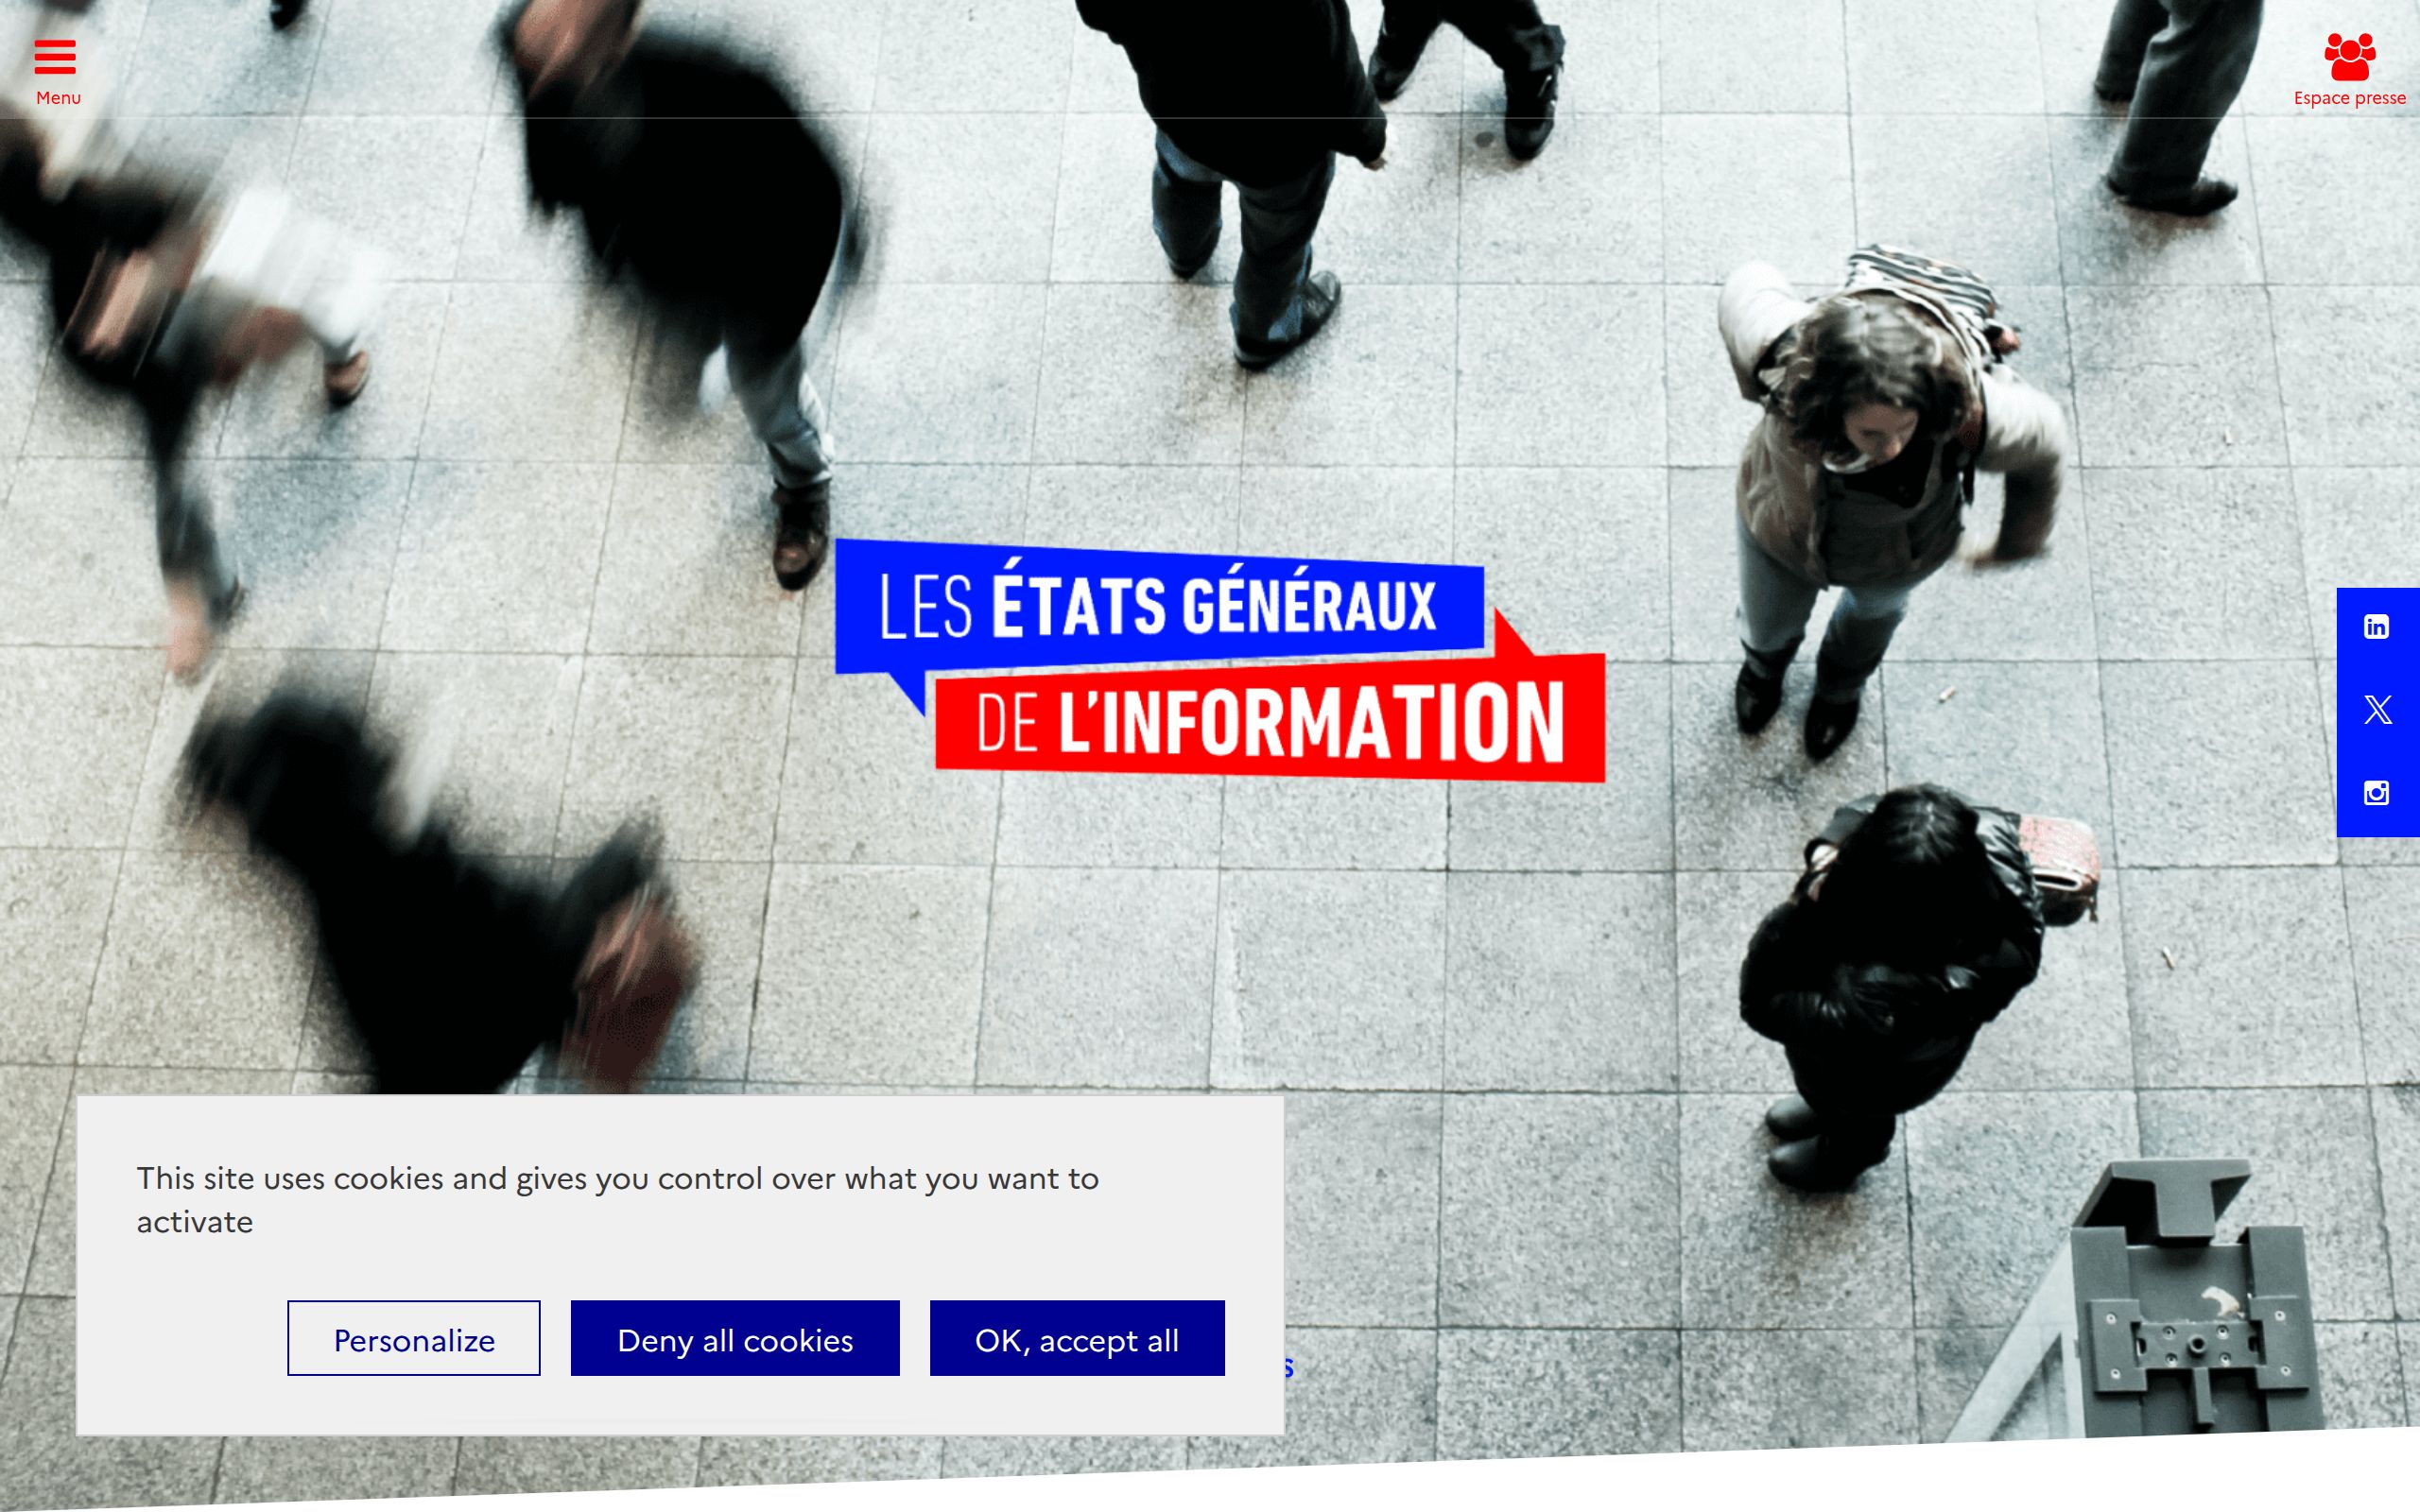 Menu
Espace presse
LES ÉTATS GÉNÉRAUX
DE L'INFORMATION
This site uses cookies and gives you control over what you want to
activate
Personalize
Deny all cookies
OK, accept all